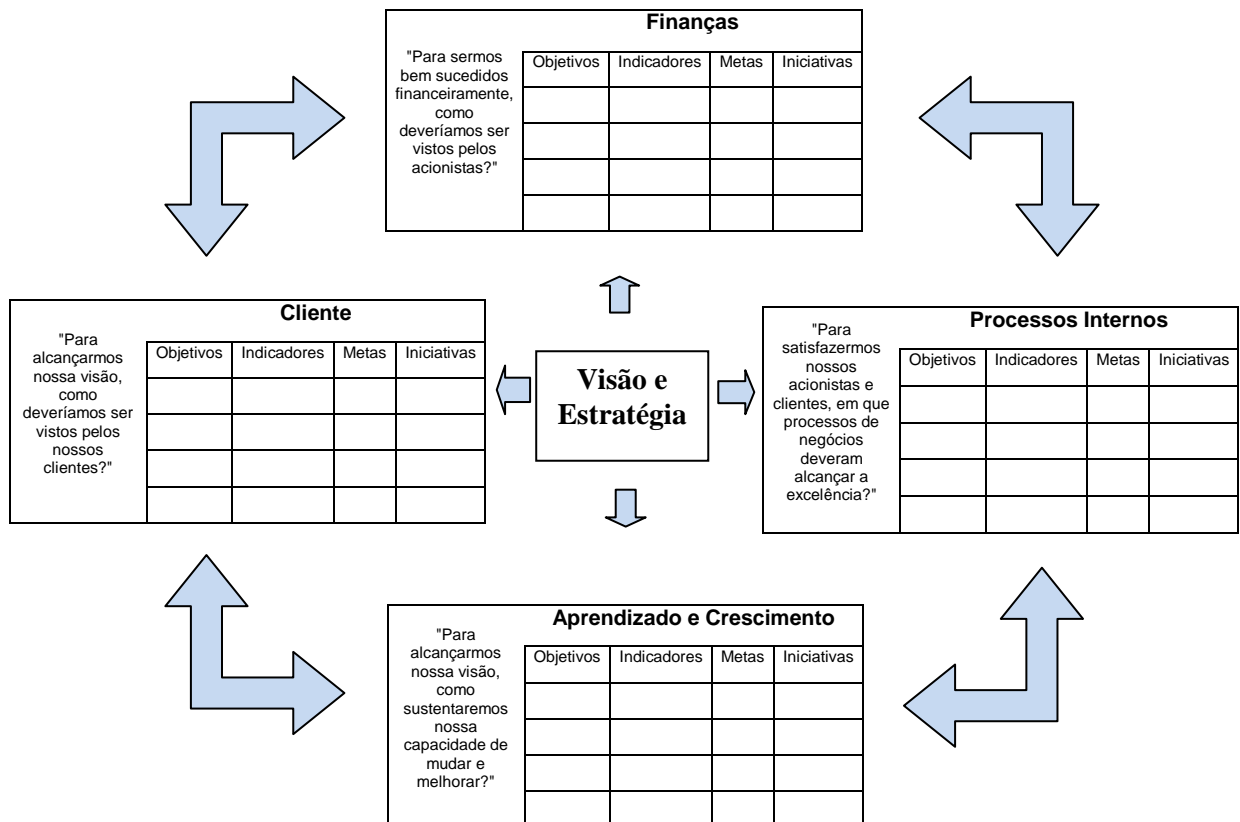 Finanças
"Para sermos
bem sucedidos
financeiramente,
como
deveríamos ser
vistos pelos
acionistas?"
Objetivos Indicadores Metas Iniciativas
Cliente
"Para
alcançarmos
nossa visão,
como
deveríamos ser
vistos pelos
nossos
clientes?"
Objetivos Indicadores Metas Iniciativas
Visão e
Estratégia
Processos Internos
"Para
satisfazermos
nossos
acionistas e
clientes, em que
processos de
negócios
deveram
alcançar a
excelência?"
Objetivos Indicadores Metas Iniciativas
Aprendizado e Crescimento
"Para
alcançarmos
nossa visão,
como
sustentaremos
nossa
capacidade de
mudar e
melhorar?"
Objetivos Indicadores Metas Iniciativas